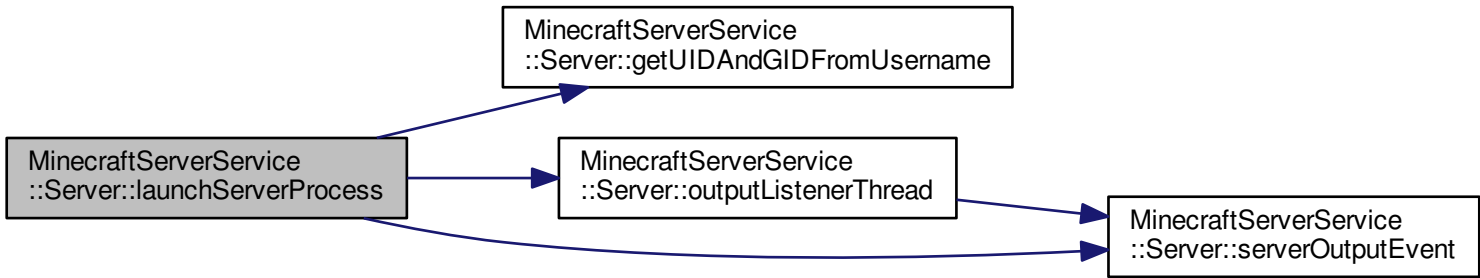 MinecraftServerService
::Server::getUIDAndGIDFromUsername
MinecraftServerService
::Server::launchServerProcess
MinecraftServerService
::Server::outputListenerThread
MinecraftServerService
::Server::serverOutputEvent